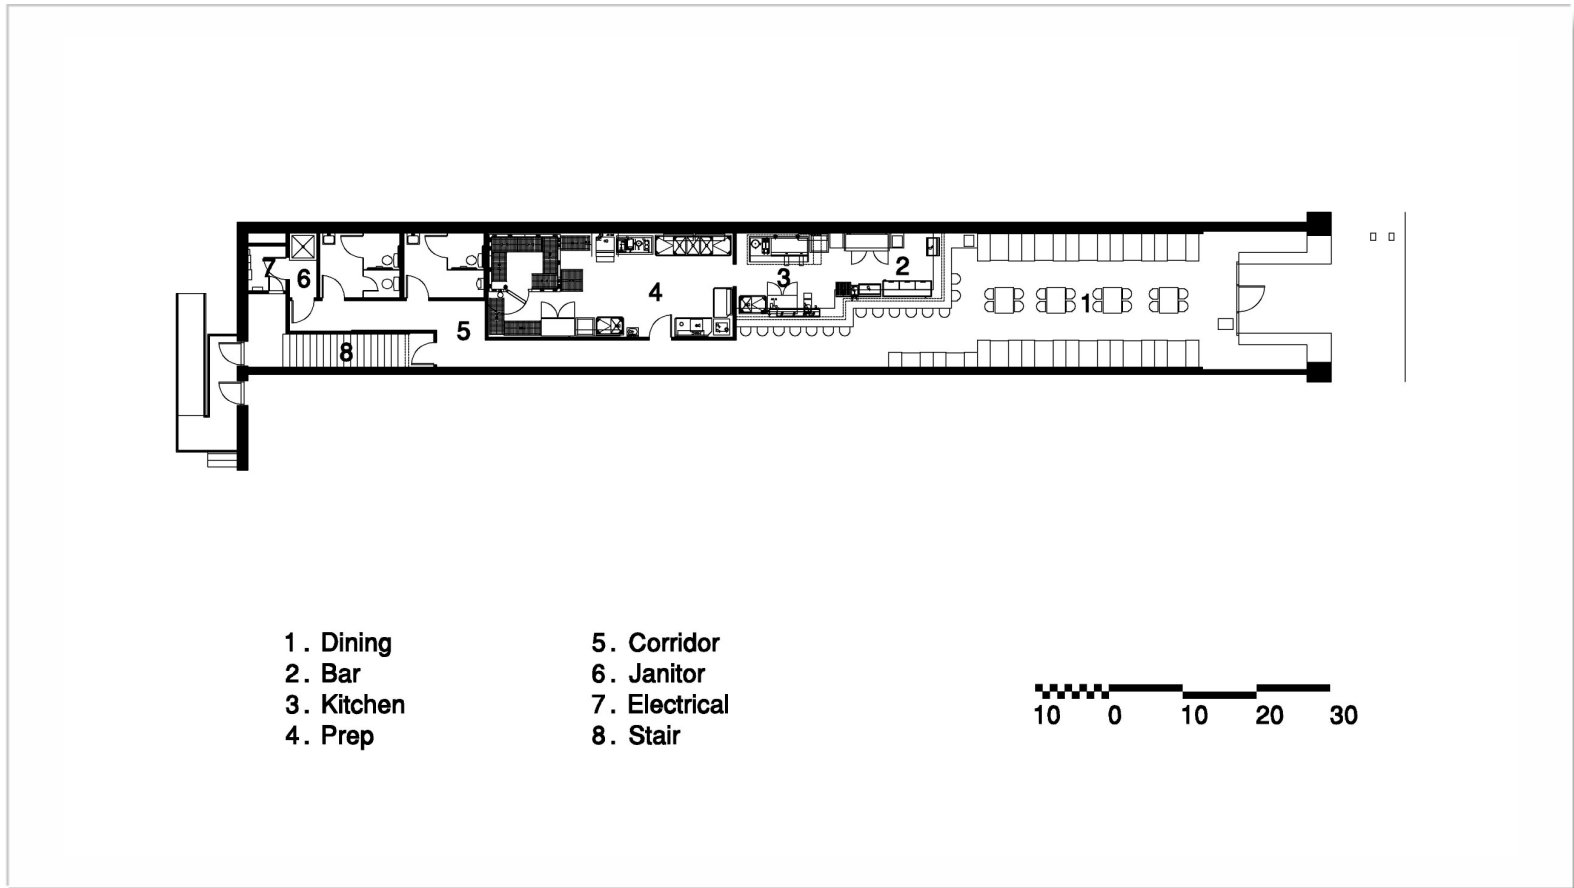 6
5
8
4
3
2
1
1. Dining
2. Bar
3. Kitchen
4. Prep
5. Corridor
6. Janitor
7. Electrical
8. Stair
10 0 10 20 30